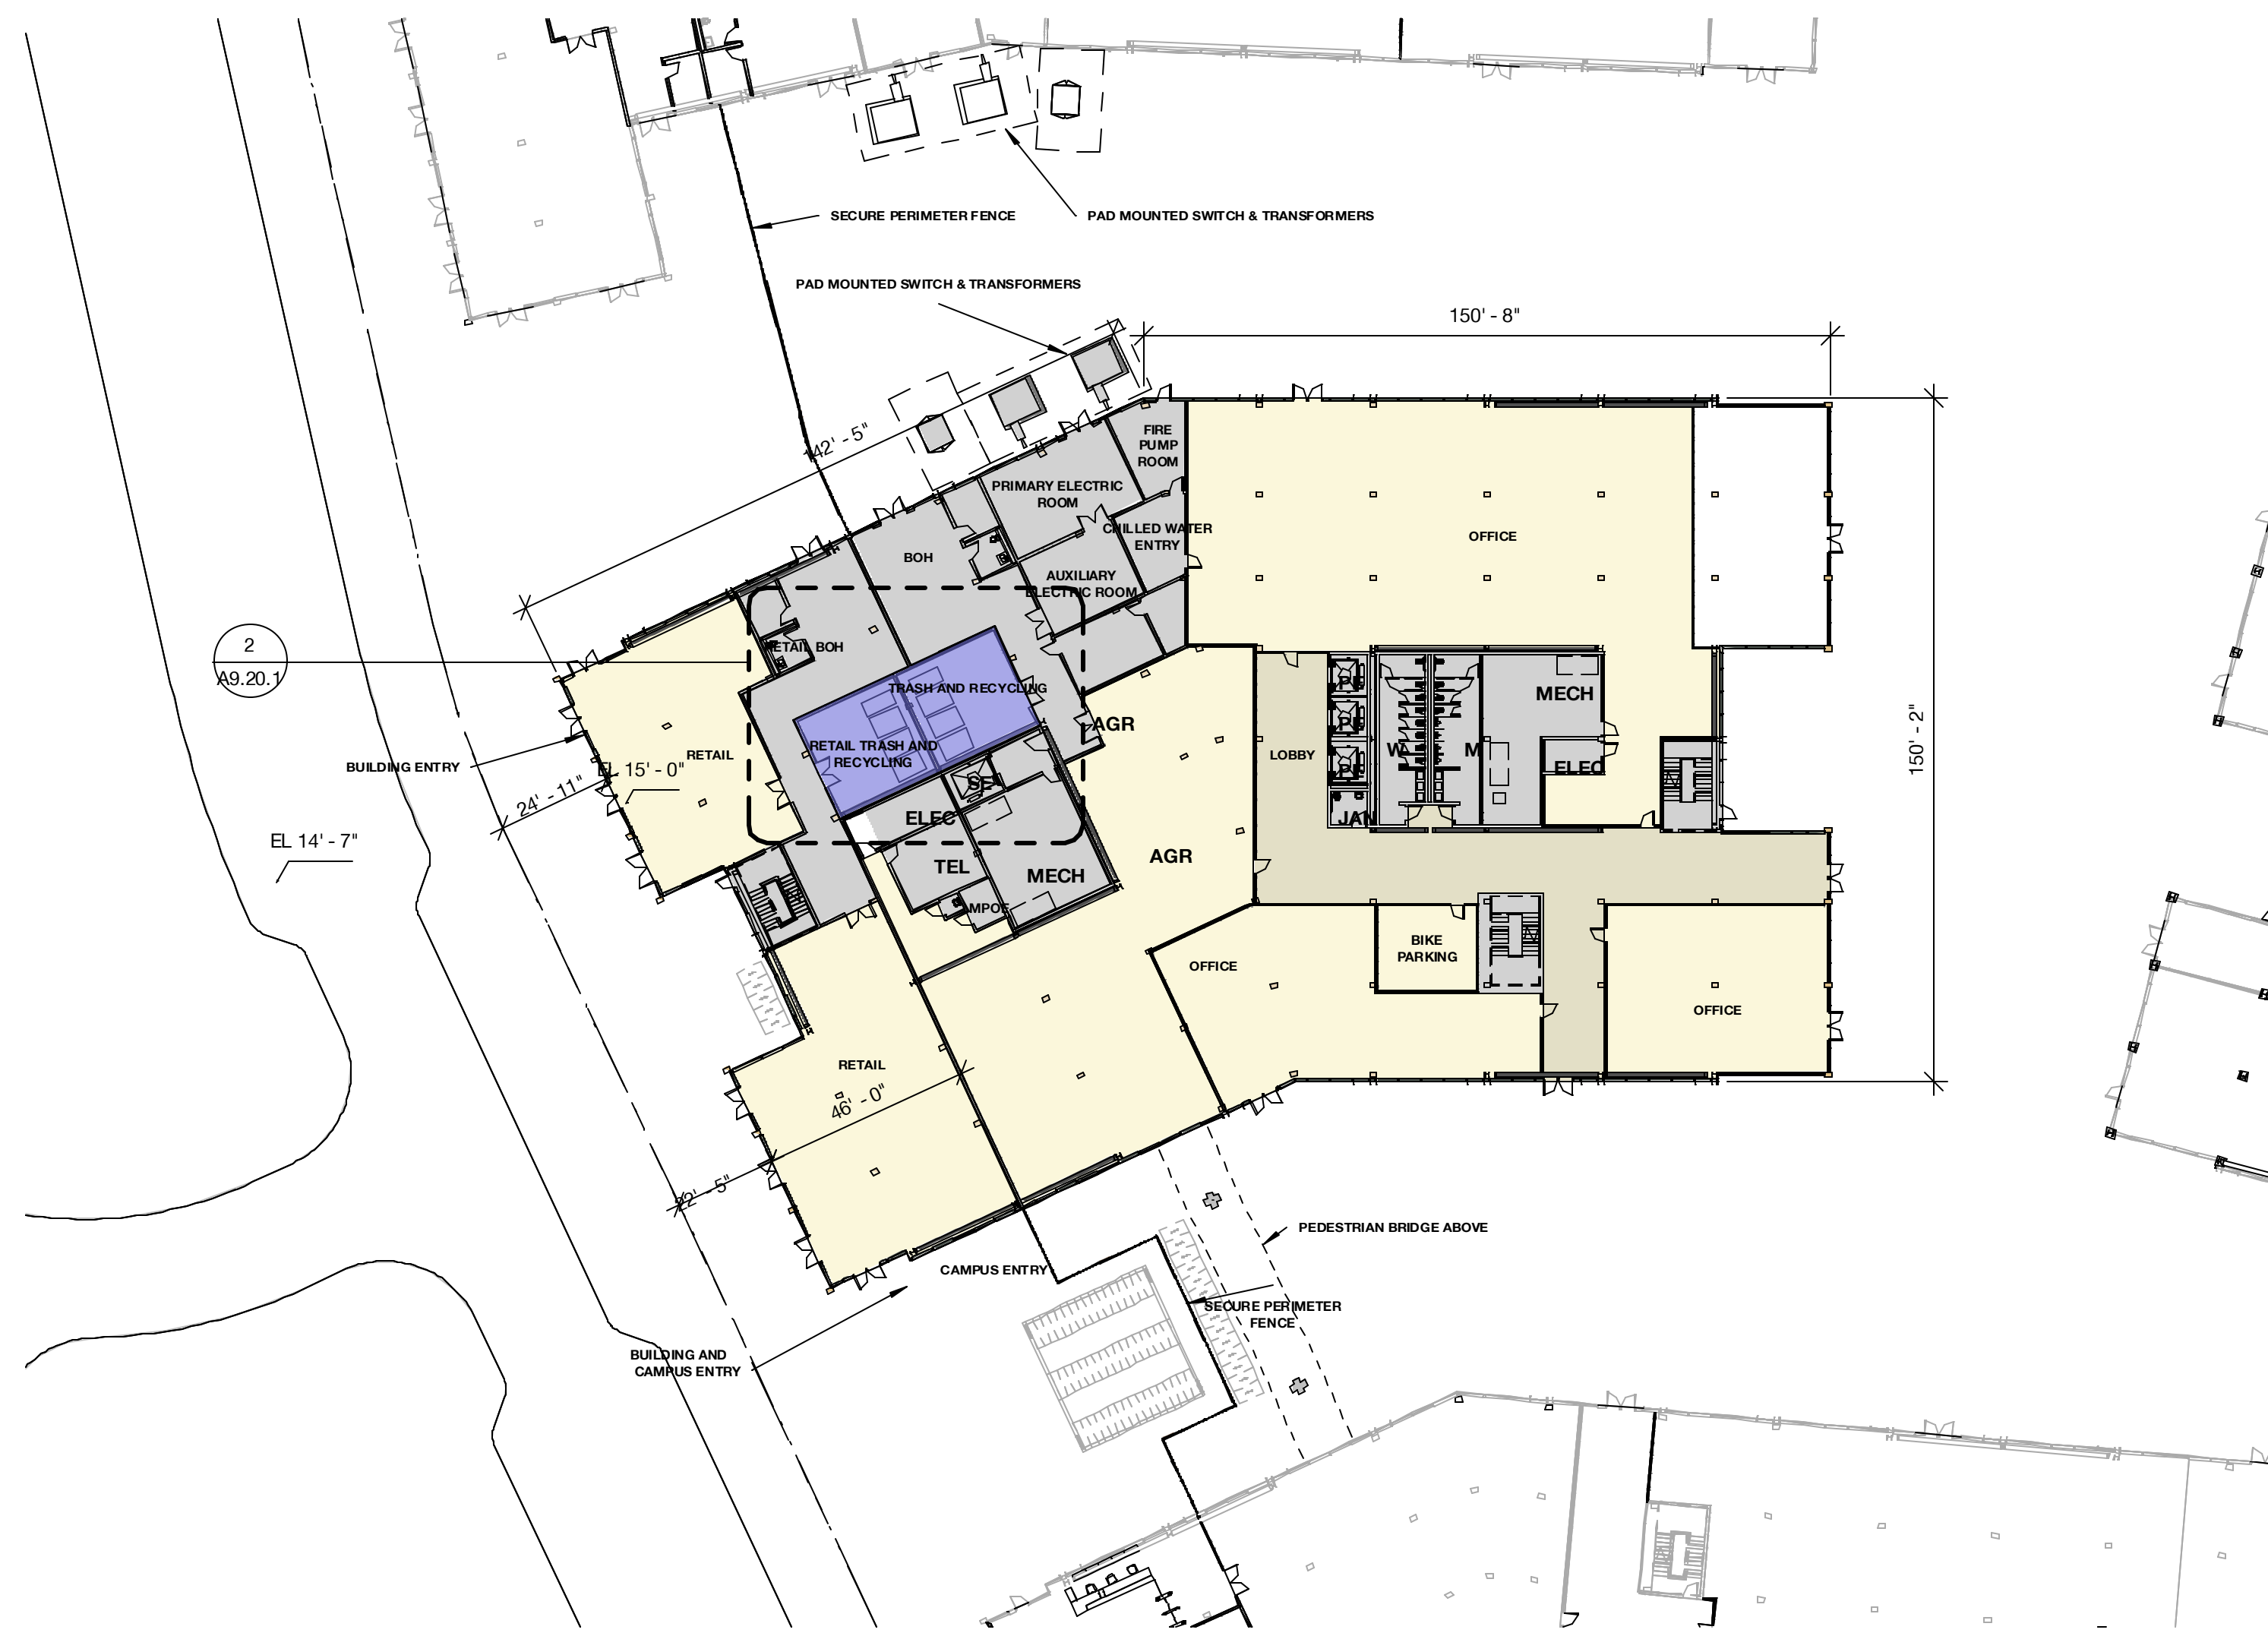 SECURE PERIMETER FENCE
PAD MOUNTED SWITCH & TRANSFORMERS
PAD MOUNTED SWITCH & TRANSFORMERS
150' - 8"
142' - 5"
FIRE
PUMP
ROOM
PRIMARY ELECTRIC
ROOM
CHILLED WATER
ENTRY
OFFICE
BOH
AUXILIARY
ELECTRIC ROOM
2
A9.20.1
RETAIL BOH
TRASH AND RECYCLING
MECH
AGR
150' - 2"
RETAIL TRASH AND
RECYCLING
RETAIL
LOBBY
W
M
BUILDING ENTRY
EL 15' - 0"
ELEC
SE
24' - 11"
ELEC
JAN
EL 14' - 7"
AGR
TEL
MECH
MPOE
BIKE
PARKING
OFFICE
OFFICE
RETAIL
46' - 0"
22' - 5"
PEDESTRIAN BRIDGE ABOVE
CAMPUS ENTRY
SECURE PERIMETER
FENCE
BUILDING AND
CAMPUS ENTRY